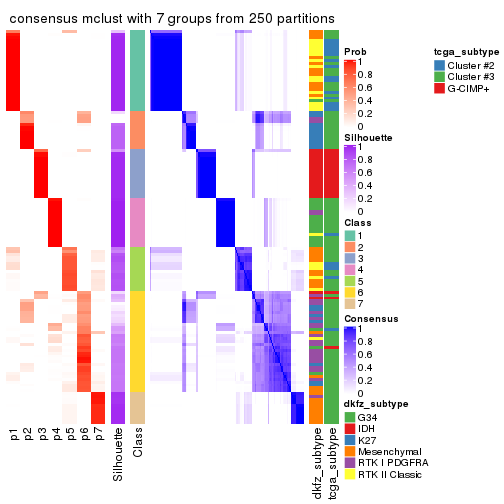 consensus mclust with 7 groups from 250 partitions
Prob
1
0.8
0.6
0.4
0.2
0
Silhouette
1
0.8
0.6
0.4
0.2
0
Class
1
2
3
4
5
6
7
Consensus
1
0.8
0.6
0.4
0.2
0
dkfz_subtype
G34
IDH
K27
Mesenchymal
RTK I PDGFRA
RTK II Classic
tcga_subtype
Cluster #2
Cluster #3
G-CIMP+
p1
p2
p3
p4
p5
p6
p7
Silhouette
Class
dkfz_subtype
tcga_subtype